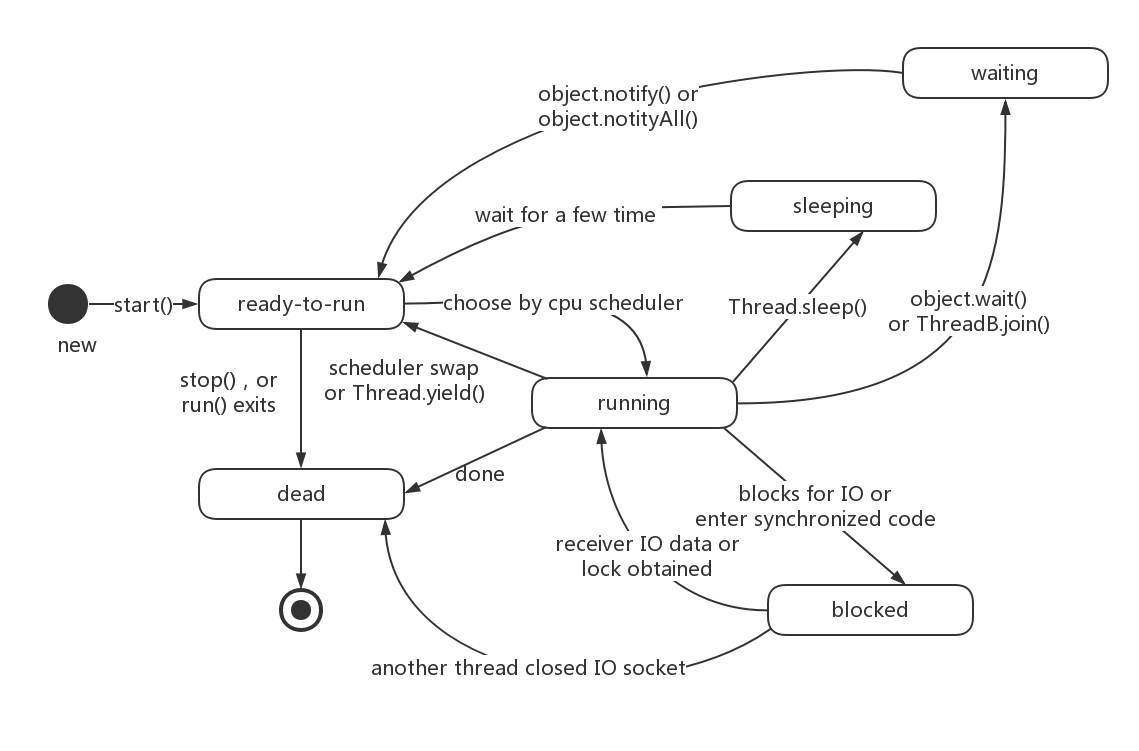 waiting
object.notify() or
object.notityAll()
sleeping
wait for a few time
start()
ready-to-run
choose by cpu scheduler
Thread.sleep()
object.wait()
or ThreadB.join()
new
scheduler swap
or Thread.yield()
stop() , or
run() exits
running
done
dead
blocks for IO or
enter synchronized code
receiver IO data or
lock obtained
blocked
another thread closed IO socket